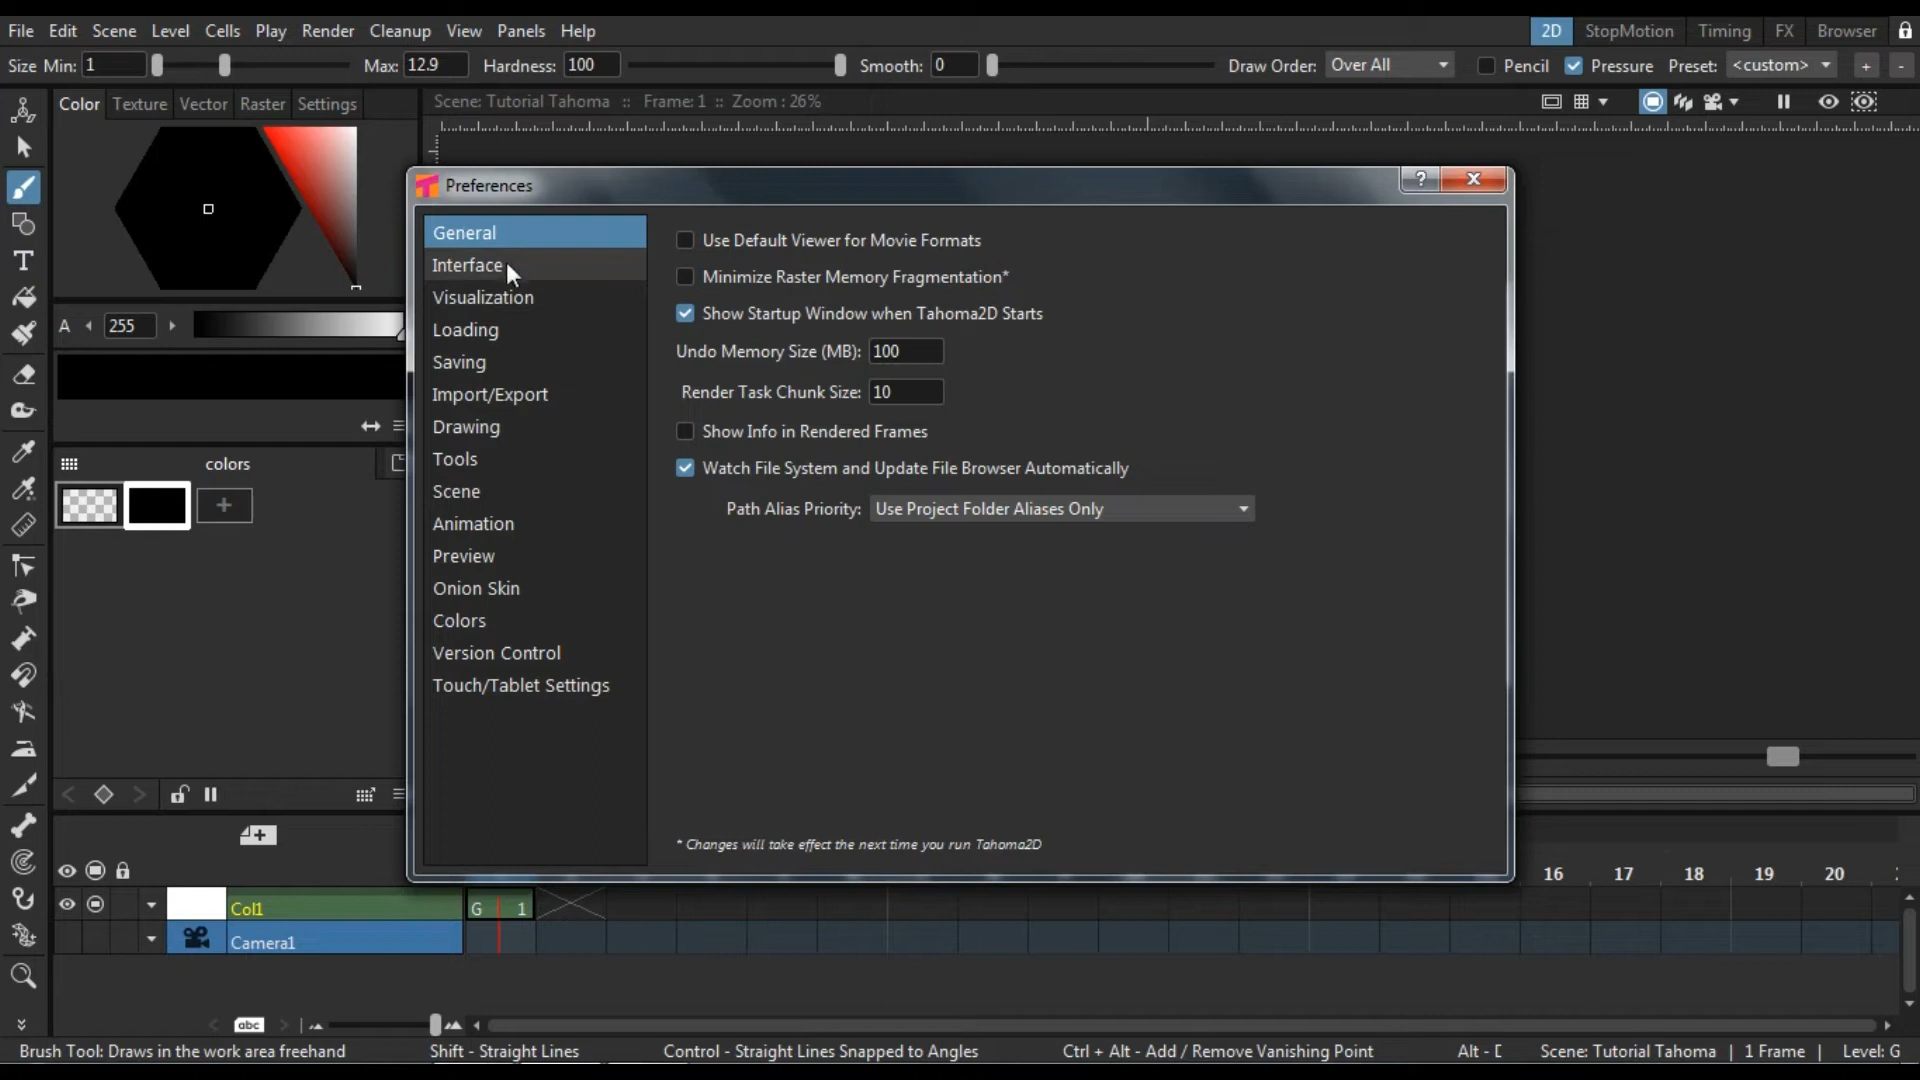 File Edit Scene Level Cells Play Render Cleanup View Panels Help 2D StopMotion Timing FX Browser
Size Min: 1 Max: 12.9 Hardness: 100 Smooth: 0 Draw Order: Over All Pencil Pressure Preset: <custom> + -
Color Texture Vector Raster Settings
Scene: Tutorial Tahoma :: Frame: 1 :: Zoom : 26%
Preferences ?
General
Interface
Visualization
Loading
Saving
Import/Export
Drawing
Tools
Scene
Animation
Preview
Onion Skin
Colors
Version Control
Touch/Tablet Settings
Use Default Viewer for Movie Formats
Minimize Raster Memory Fragmentation*
Show Startup Window when Tahoma2D Starts
Undo Memory Size (MB): 100
Render Task Chunk Size: 10
Show Info in Rendered Frames
Watch File System and Update File Browser Automatically
Path Alias Priority: Use Project Folder Aliases Only
* Changes will take effect the next time you run Tahoma2D
A 255
colors
16 17 18 19 20
Col1 G 1
Camera1
abc
Brush Tool: Draws in the work area freehand Shift - Straight Lines Control - Straight Lines Snapped to Angles Ctrl + Alt - Add / Remove Vanishing Point Alt - Scene: Tutorial Tahoma | 1 Frame | Level: G